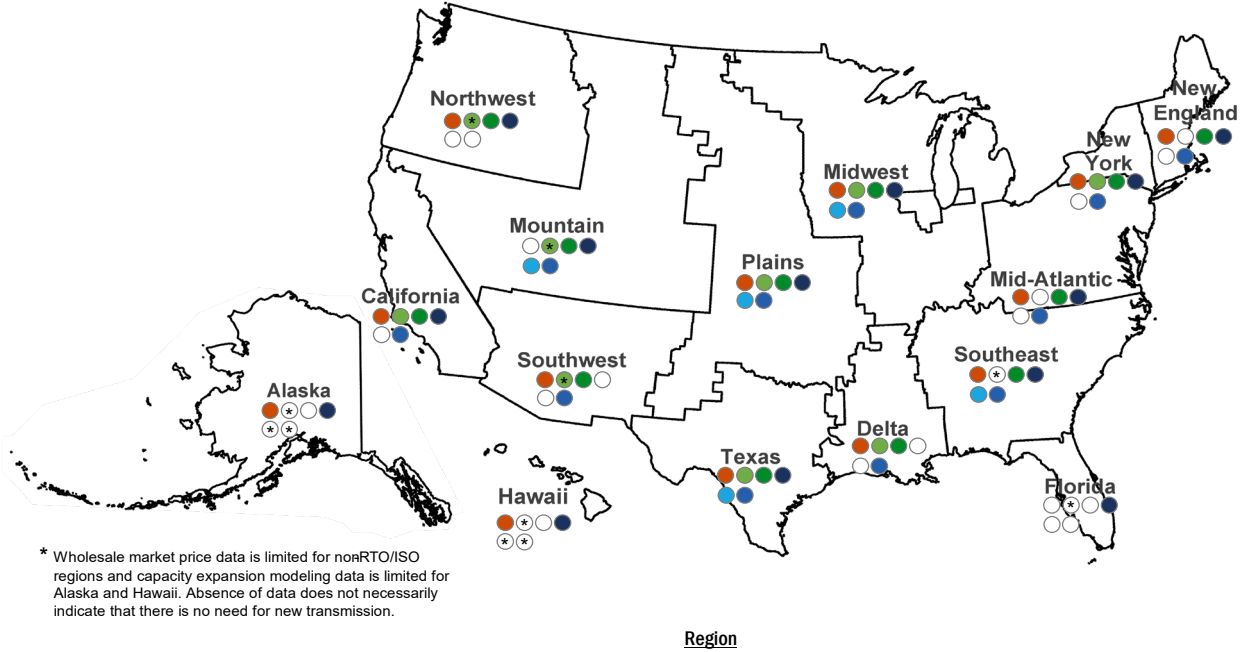 New
England
Northwest
*
New
York
Midwest
Mountain
*
Plains
Mid-Atlantic
California
Southeast
*
Southwest
*
Alaska
*
* *
Delta
Texas
Florida
*
Hawaii
*
* *
* Wholesale market price data is limited for non-RTO/ISO
regions and capacity expansion modeling data is limited for
Alaska and Hawaii. Absence of data does not necessarily
indicate that there is no need for new transmission.
Region